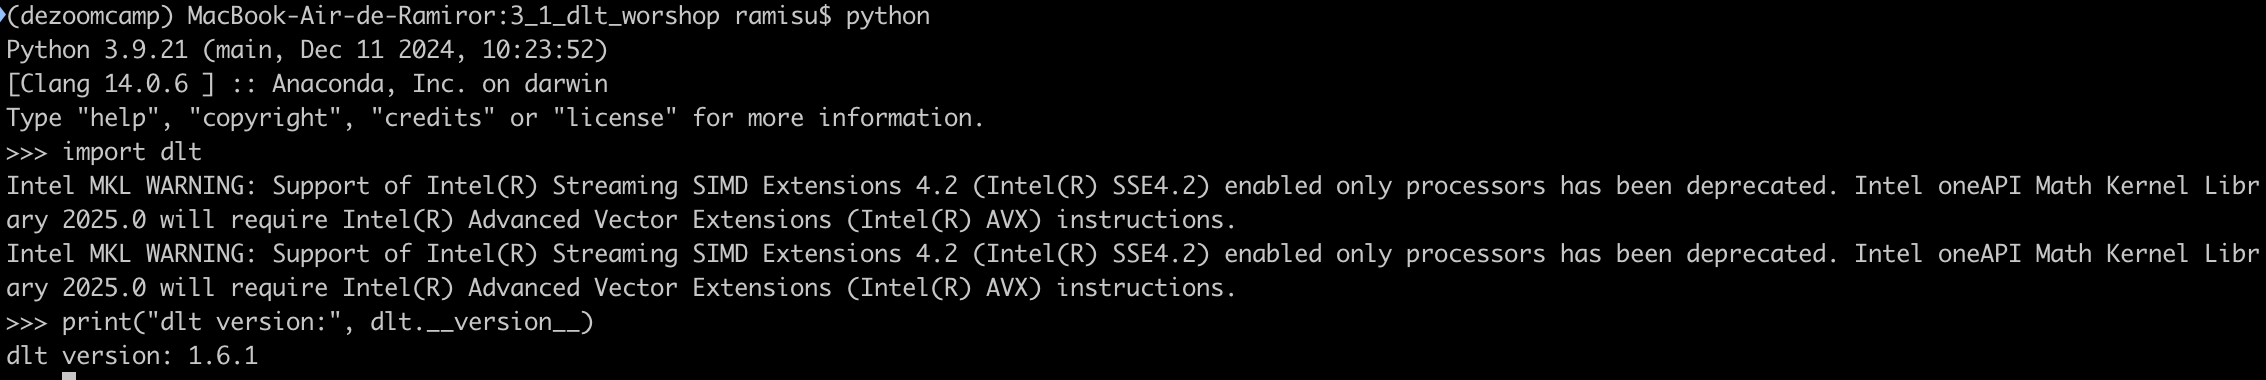 (dezoomcamp) MacBook-Air-de-Ramiror:3_1_dlt_worshop ramisu$ python
Python 3.9.21 (main, Dec 11 2024, 10:23:52)
[Clang 14.0.6 ] :: Anaconda, Inc. on darwin
Type "help", "copyright", "credits" or "license" for more information.
>>> import dlt
Intel MKL WARNING: Support of Intel(R) Streaming SIMD Extensions 4.2 (Intel(R) SSE4.2) enabled only processors has been deprecated. Intel oneAPI Math Kernel Libr
ary 2025.0 will require Intel(R) Advanced Vector Extensions (Intel(R) AVX) instructions.
Intel MKL WARNING: Support of Intel(R) Streaming SIMD Extensions 4.2 (Intel(R) SSE4.2) enabled only processors has been deprecated. Intel oneAPI Math Kernel Libr
ary 2025.0 will require Intel(R) Advanced Vector Extensions (Intel(R) AVX) instructions.
>>> print("dlt version:", dlt.__version__)
dlt version: 1.6.1